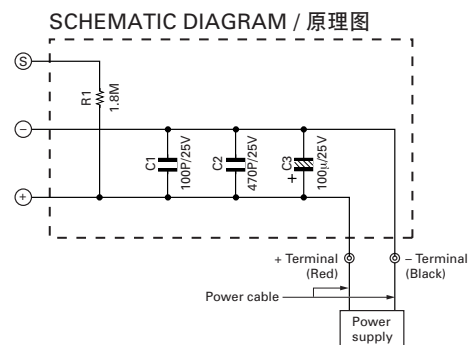 SCHEMATIC DIAGRAM / 原理图
S
R1
1.8M
−
C1
100P/25V
C2
470P/25V
+
C3
100µ/25V
+
+ Terminal
(Red)
− Terminal
(Black)
Power cable
Power
supply